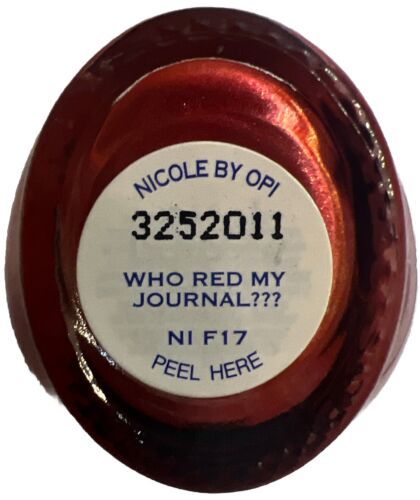 NICOLE BY OPI
3252011
WHO RED MY
JOURNAL???
NI F17
PEEL HERE